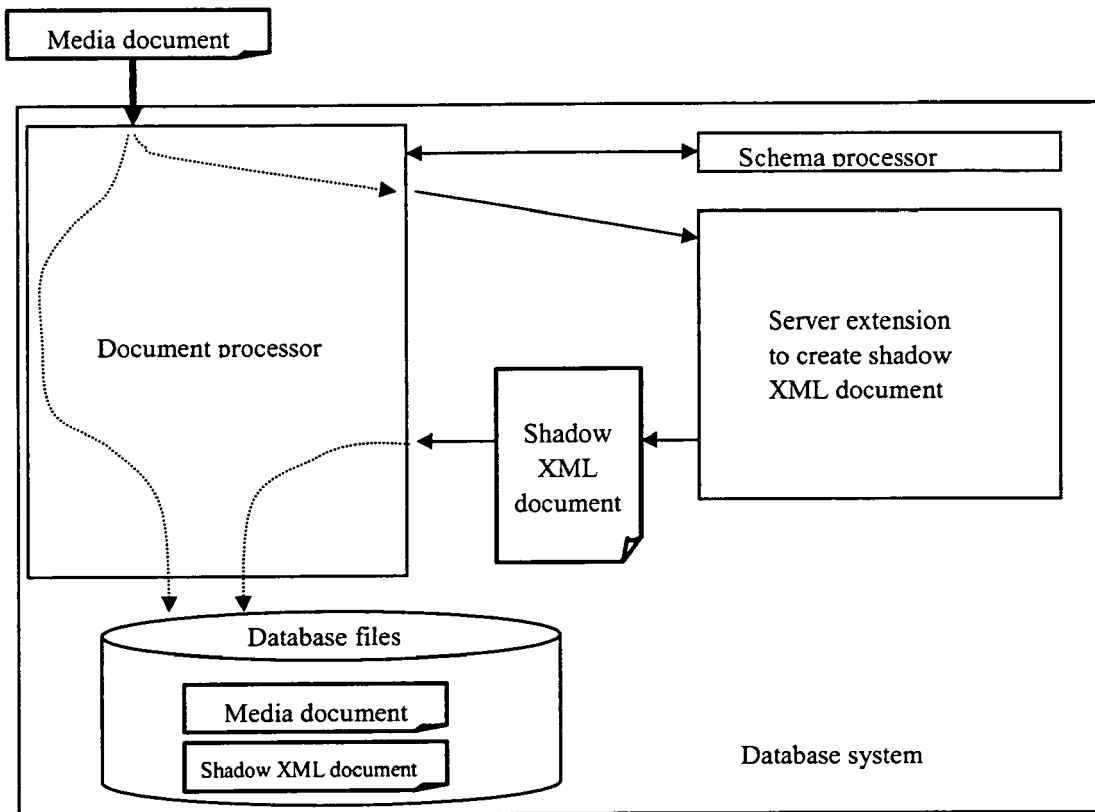 Media document
Schema processor
Document processor
Server extension
to create shadow
XML document
Shadow
XML
document
Database files
Media document
Shadow XML document
Database system